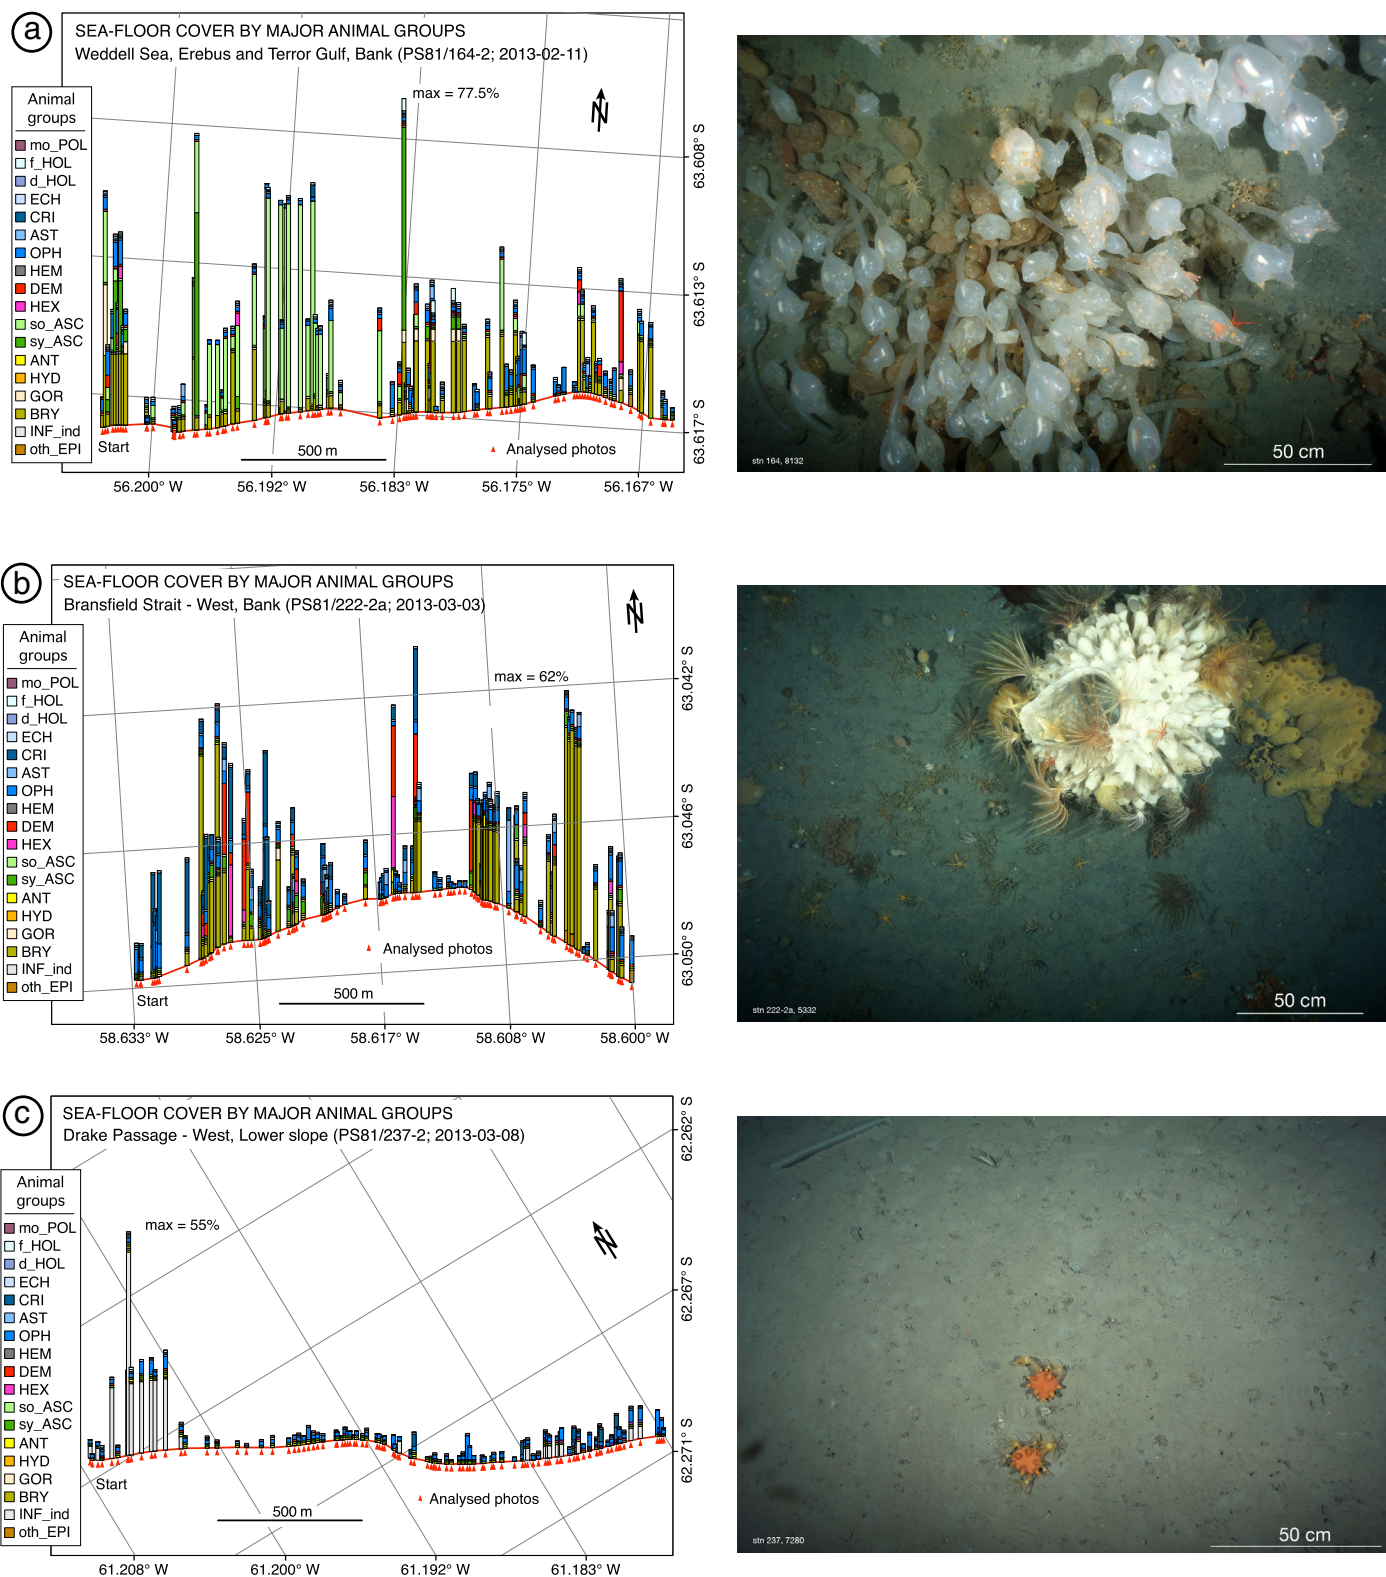 a
SEA-FLOOR COVER BY MAJOR ANIMAL GROUPS
Weddell Sea, Erebus and Terror Gulf, Bank (PS81/164-2; 2013-02-11)
max = 77.5%
N
Animal
groups
mo_POL
f_HOL
d_HOL
ECH
CRI
AST
OPH
HEM
DEM
HEX
so_ASC
sy_ASC
ANT
HYD
GOR
BRY
INF_ind
oth_EPI
63.608° S
63.613° S
63.617° S
Start
500 m
Analysed photos
56.200° W
56.192° W
56.183° W
56.175° W
56.167° W
stn 164, 8132
50 cm
b
SEA-FLOOR COVER BY MAJOR ANIMAL GROUPS
Bransfield Strait - West, Bank (PS81/222-2a; 2013-03-03)
N
max = 62%
Animal
groups
mo_POL
f_HOL
d_HOL
ECH
CRI
AST
OPH
HEM
DEM
HEX
so_ASC
sy_ASC
ANT
HYD
GOR
BRY
INF_ind
oth_EPI
63.042° S
63.046° S
63.050° S
Analysed photos
Start
500 m
58.633° W
58.625° W
58.617° W
58.608° W
58.600° W
stn 222-2a, 5332
50 cm
c
SEA-FLOOR COVER BY MAJOR ANIMAL GROUPS
Drake Passage - West, Lower slope (PS81/237-2; 2013-03-08)
N
max = 55%
Animal
groups
mo_POL
f_HOL
d_HOL
ECH
CRI
AST
OPH
HEM
DEM
HEX
so_ASC
sy_ASC
ANT
HYD
GOR
BRY
INF_ind
oth_EPI
62.262° S
62.267° S
62.271° S
Start
500 m
Analysed photos
61.208° W
61.200° W
61.192° W
61.183° W
stn 237, 7280
50 cm